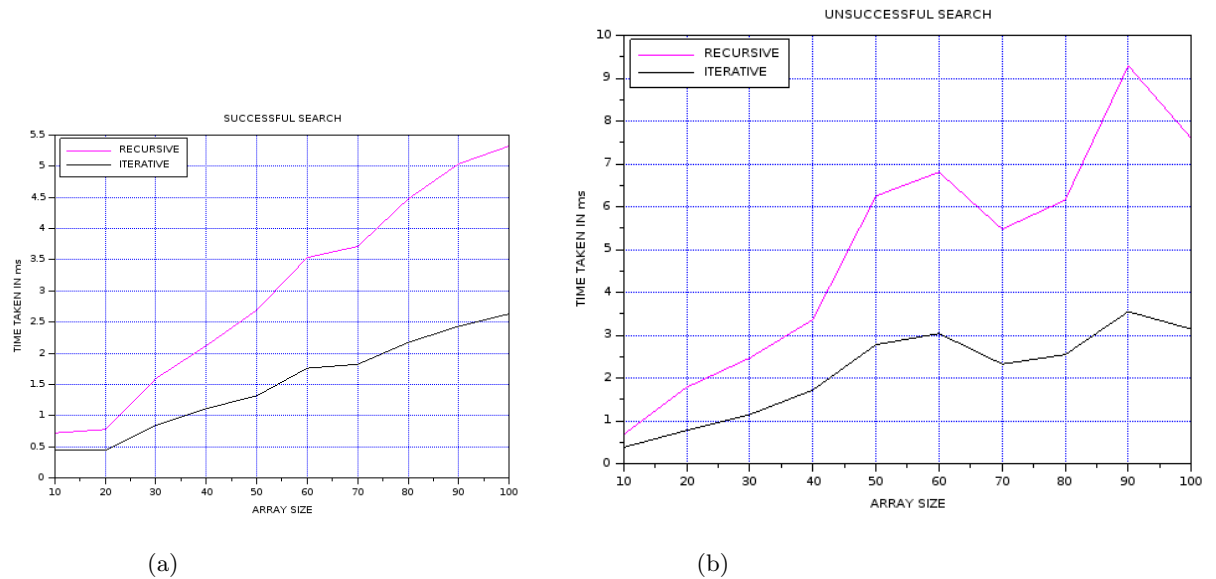 SUCCESSFUL SEARCH
RECURSIVE
ITERATIVE
TIME TAKEN IN ms
5.5
5
4.5
4
3.5
3
2.5
2
1.5
1
0.5
0
10 20 30 40 50 60 70 80 90 100
ARRAY SIZE
(a)
UNSUCCESSFUL SEARCH
RECURSIVE
ITERATIVE
TIME TAKEN IN ms
10
9
8
7
6
5
4
3
2
1
0
10 20 30 40 50 60 70 80 90 100
ARRAY SIZE
(b)